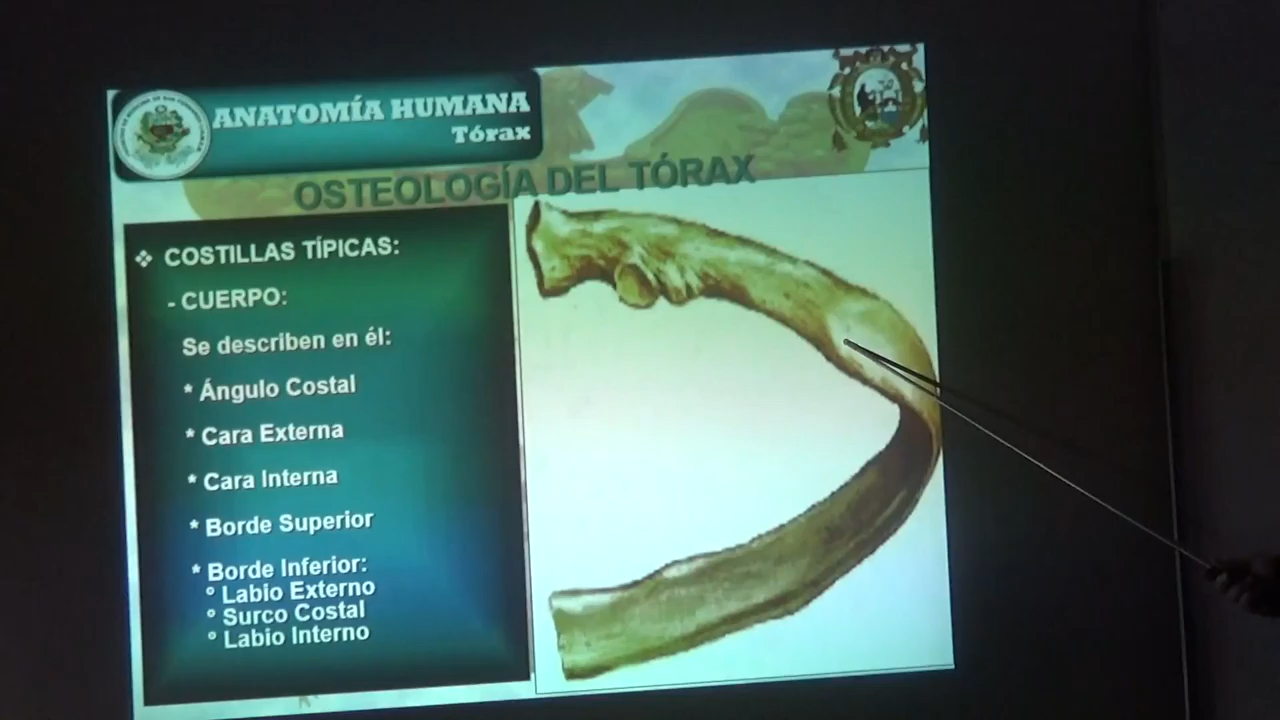 ANATOMÍA HUMANA
Tórax
OSTEOLOGÍA DEL TÓRAX
❖ COSTILLAS TÍPICAS:
- CUERPO:
Se describen en él:
* Ángulo Costal
* Cara Externa
* Cara Interna
* Borde Superior
* Borde Inferior:
° Labio Externo
° Surco Costal
° Labio Interno